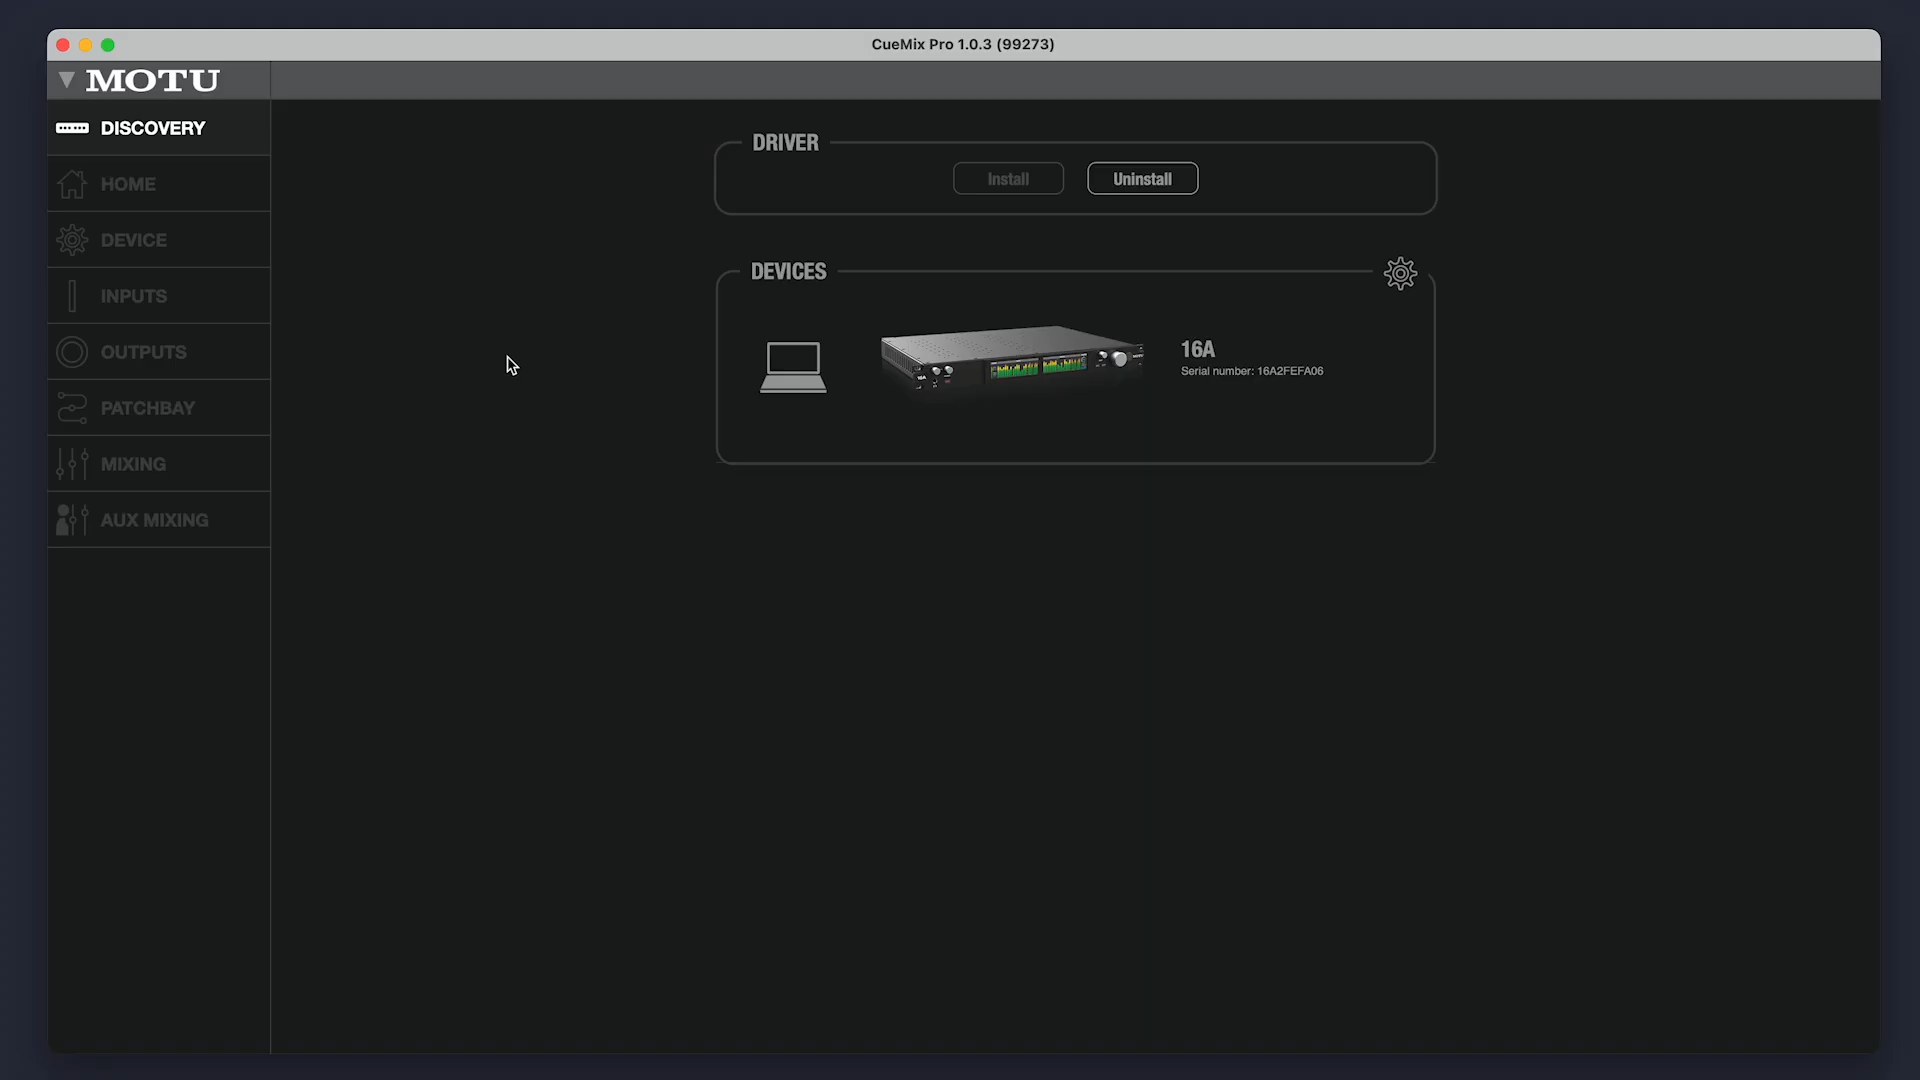 CueMix Pro 1.0.3 (99273)
MOTU
DISCOVERY
HOME
DEVICE
INPUTS
OUTPUTS
PATCHBAY
MIXING
AUX MIXING
DRIVER
Install
Uninstall
DEVICES
16A
Serial number: 16A2FEFA06